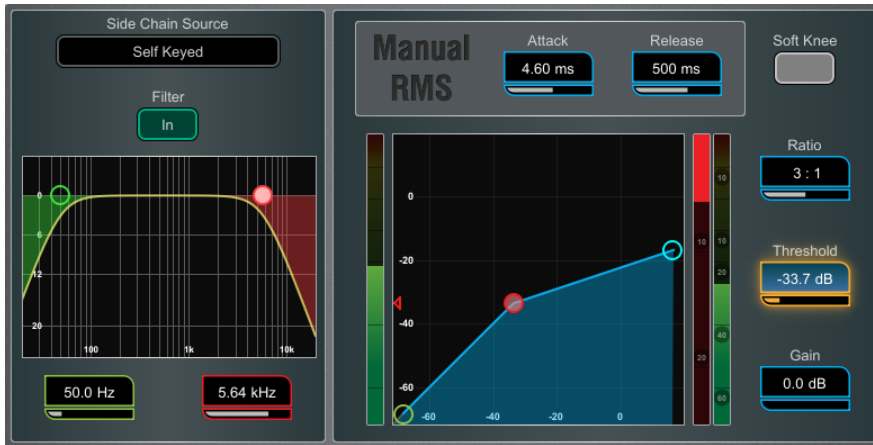 Side Chain Source
Self Keyed
Filter
In
0
6
12
20
100
1k
10k
50.0 Hz
5.64 kHz
Manual
RMS
Attack
4.60 ms
Release
500 ms
Soft Knee
0
-20
-40
-60
-60
-40
-20
0
10
20
10
10
20
40
60
Ratio
3 : 1
Threshold
-33.7 dB
Gain
0.0 dB